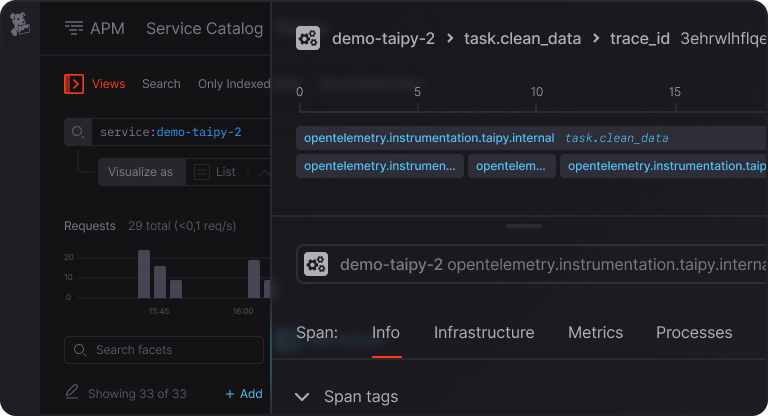 APM
Service Catalog
Views
Search
Only Indexed
service:demo-taipy-2
Visualize as
List
Requests
29 total (<0,1 req/s)
20
10
0
15:45
16:00
Search facets
Showing 33 of 33
+ Add
demo-taipy-2 > task.clean_data > trace_id 3ehrwlhflqe
0
5
10
15
opentelemetry.instrumentation.taipy.internal task.clean_data
opentelemetry.instrumen...
opentelem...
opentelemetry.instrumentation.taip
demo-taipy-2 opentelemetry.instrumentation.taipy.interna
Span:
Info
Infrastructure
Metrics
Processes
Span tags